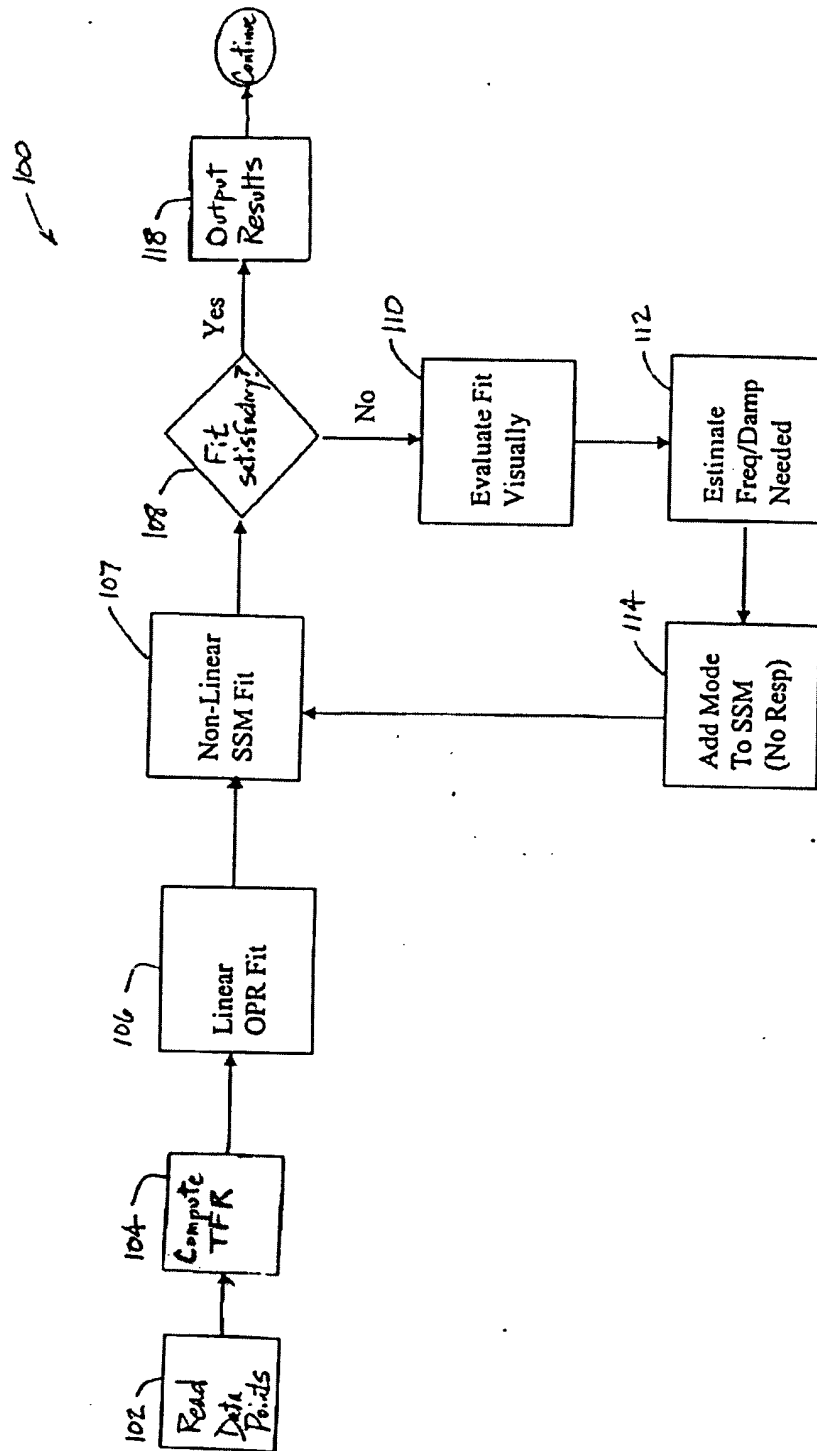 100
102
Read
Data
Points
104
Compute
TFR
106
Linear
OPR Fit
107
Non-Linear
SSM Fit
108
Fit
satisfactory?
Yes
118
Output
Results
Continue
No
110
Evaluate Fit
Visually
112
Estimate
Freq/Damp
Needed
114
Add Mode
To SSM
(No Resp)